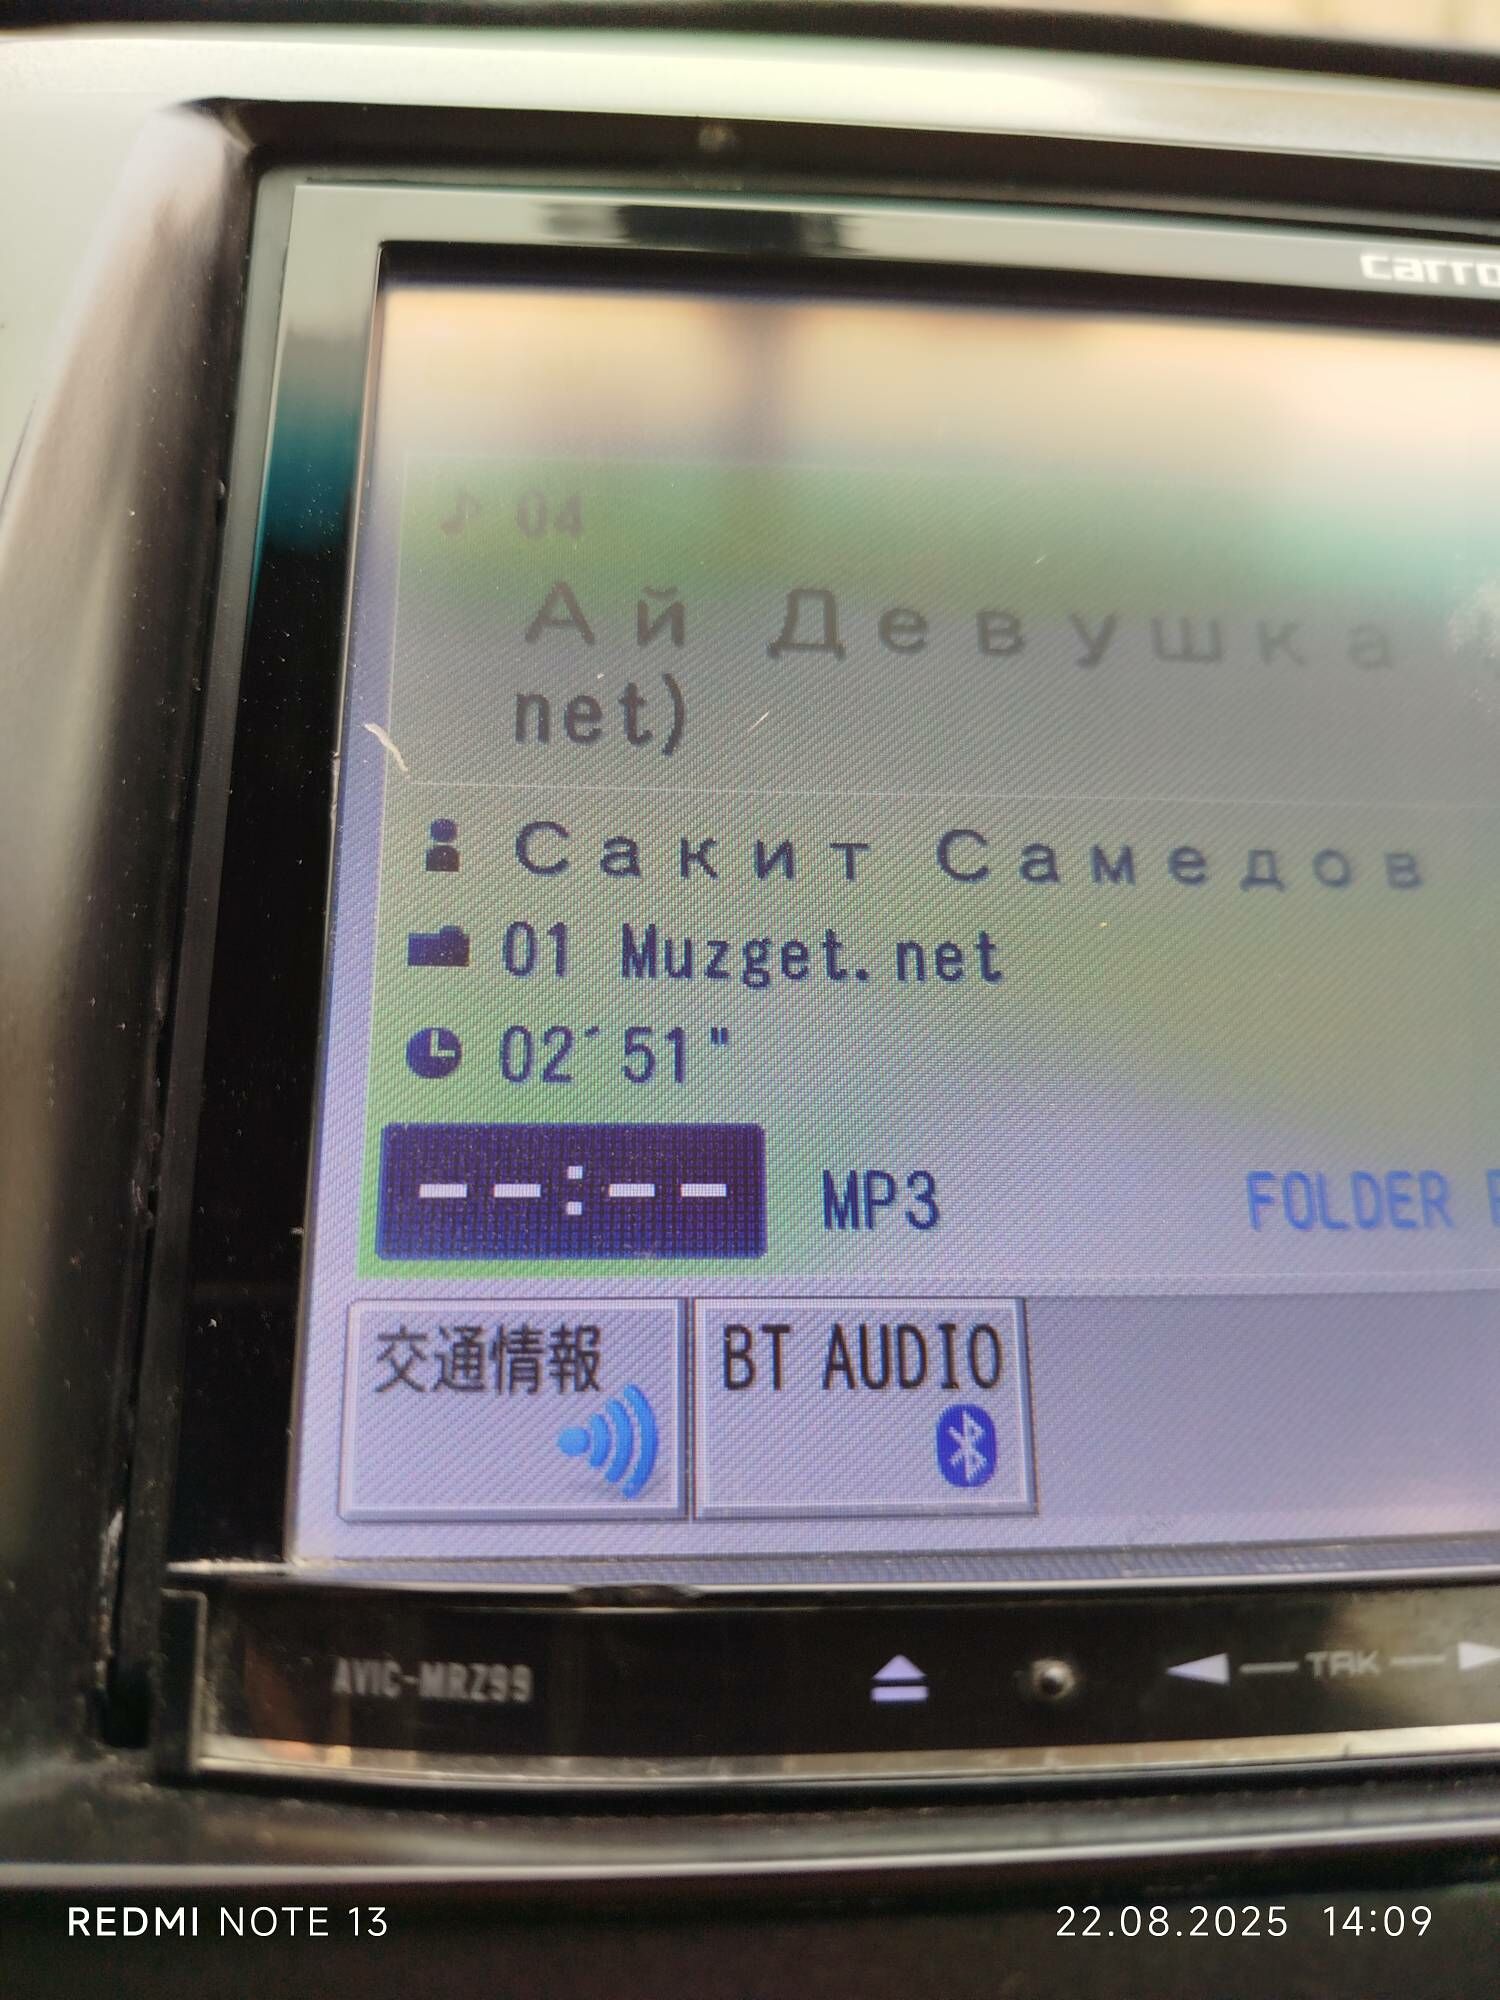 carro
04
Ай Девушка
net)
Сакит Самедов
01 Muzget.net
02´51"
--:--
MP3
FOLDER
交通情報
BT AUDIO
AVIC-MRZ99
TRK
REDMI NOTE 13
22.08.2025 14:09